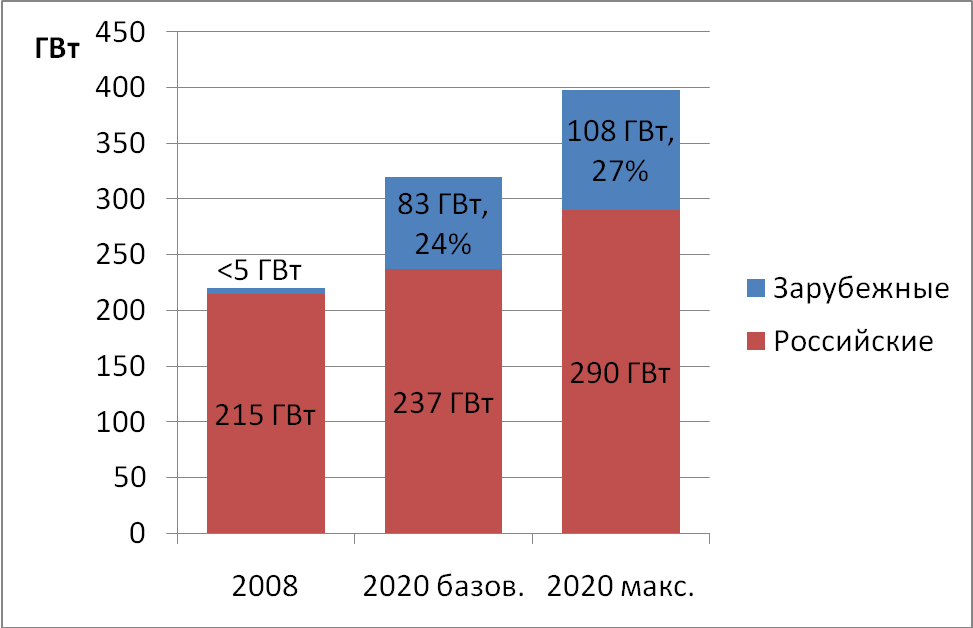 ГВт
450
400
350
300
250
200
150
100
50
0
<5 ГВт
215 ГВт
83 ГВт,
24%
237 ГВт
108 ГВт,
27%
290 ГВт
2008
2020 базов.
2020 макс.
Зарубежные
Российские